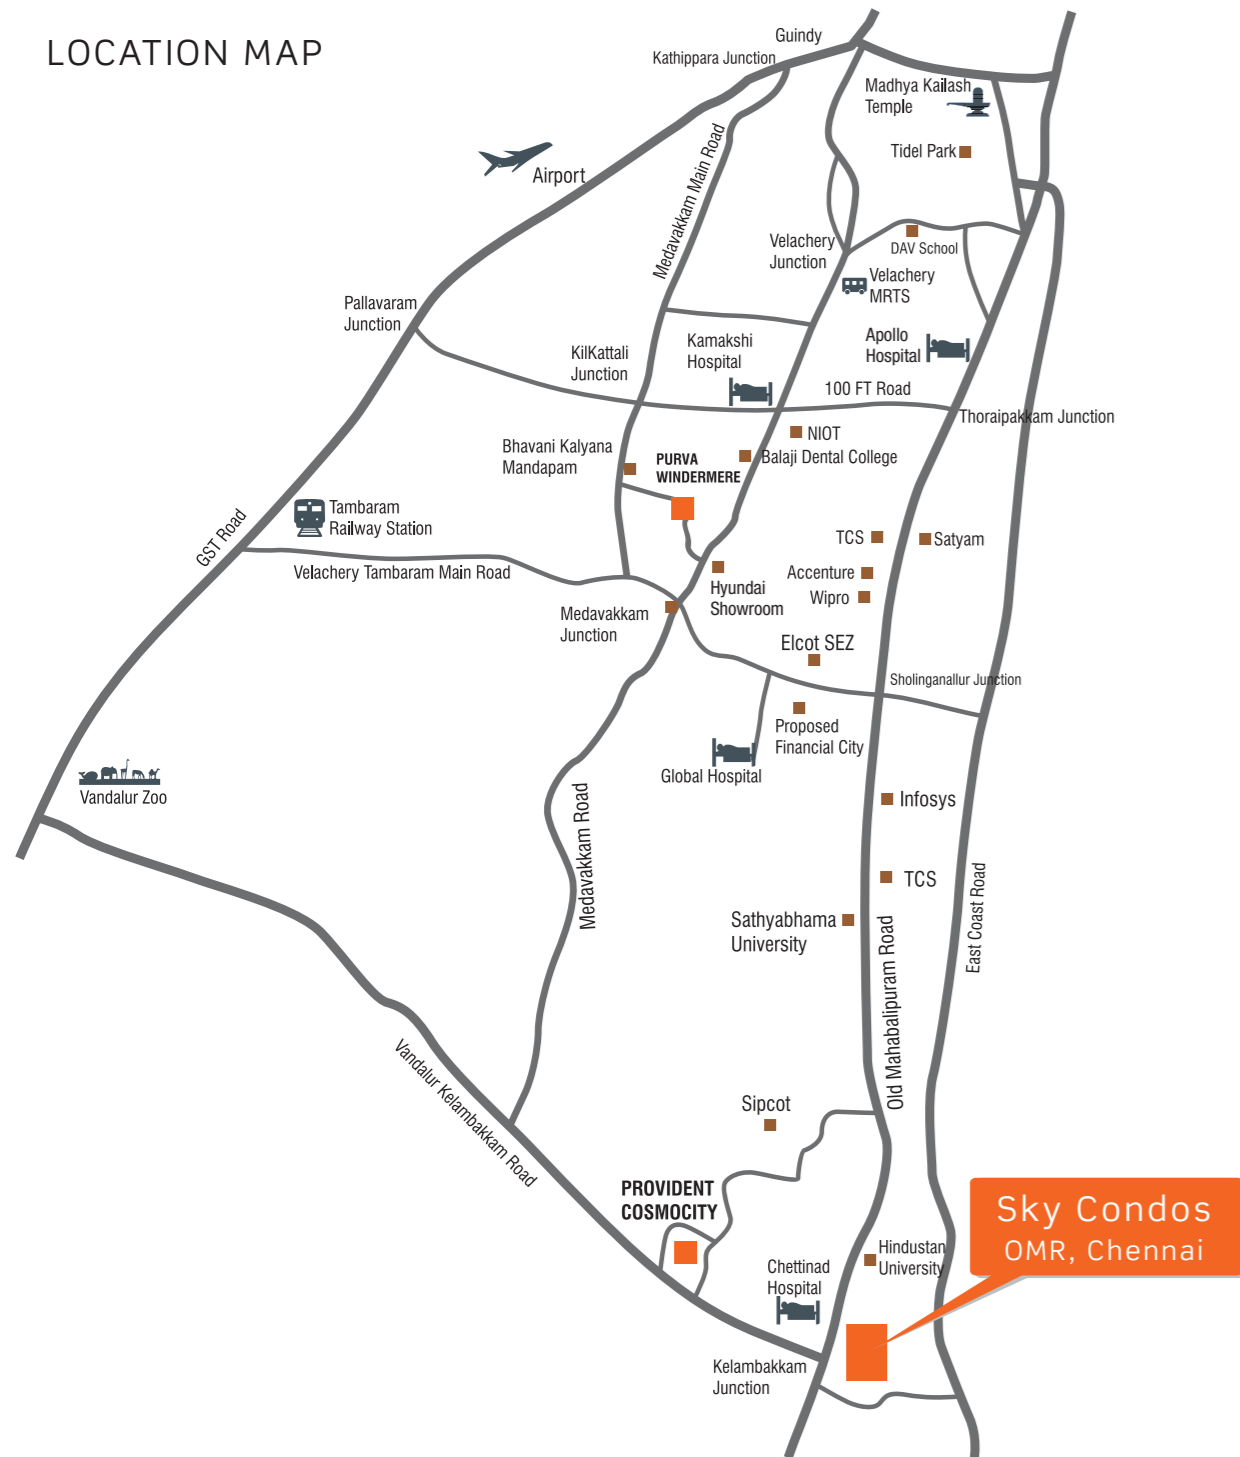 LOCATION MAP
Guindy
Kathippara Junction
Madhya Kailash
Temple
Tidel Park
Airport
Medavakkam Main Road
Velachery
Junction
DAV School
Velachery
MRTS
Pallavaram
Junction
KilKattali
Junction
Kamakshi
Hospital
Apollo
Hospital
100 FT Road
Thoraipakkam Junction
NIOT
Bhavani Kalyana
Mandapam
PURVA
WINDERMERE
Balaji Dental College
Tambaram
Railway Station
GST Road
TCS
Satyam
Velachery Tambaram Main Road
Accenture
Hyundai
Showroom
Wipro
Medavakkam
Junction
Elcot SEZ
Sholinganallur Junction
Proposed
Financial City
Global Hospital
Vandalur Zoo
Infosys
Medavakkam Road
TCS
East Coast Road
Sathyabhama
University
Old Mahabalipuram Road
Vandalur Kelambakkam Road
Sipcot
PROVIDENT
COSMOCITY
Sky Condos
OMR, Chennai
Hindustan
University
Chettinad
Hospital
Kelambakkam
Junction